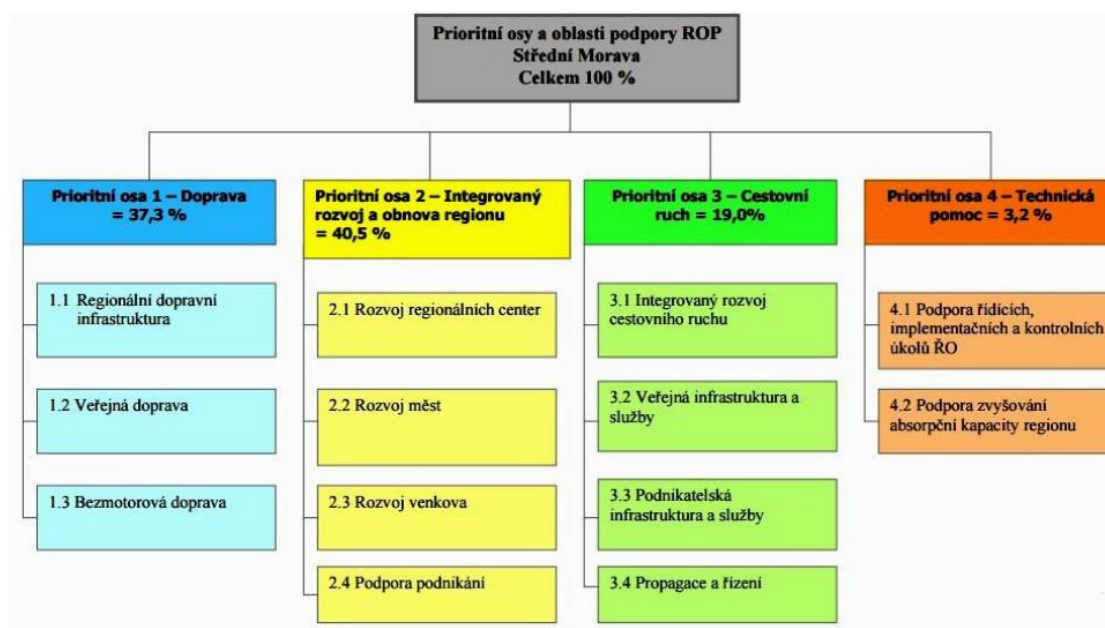 Prioritní osy a oblasti podpory ROP
Střední Morava
Celkem 100 %
Prioritní osa 1 – Doprava
= 37,3 %
1.1 Regionální dopravní
infrastruktura
1.2 Veřejná doprava
1.3 Bezmotorová doprava
Prioritní osa 2 – Integrovaný
rozvoj a obnova regionu
= 40,5 %
2.1 Rozvoj regionálních center
2.2 Rozvoj měst
2.3 Rozvoj venkova
2.4 Podpora podnikání
Prioritní osa 3 – Cestovní
ruch = 19,0%
3.1 Integrovaný rozvoj
cestovního ruchu
3.2 Veřejná infrastruktura a
služby
3.3 Podnikatelská
infrastruktura a služby
3.4 Propagace a řízení
Prioritní osa 4 – Technická
pomoc = 3,2 %
4.1 Podpora řídících,
implementačních a kontrolních
úkolů ŘO
4.2 Podpora zvyšování
absorpční kapacity regionu